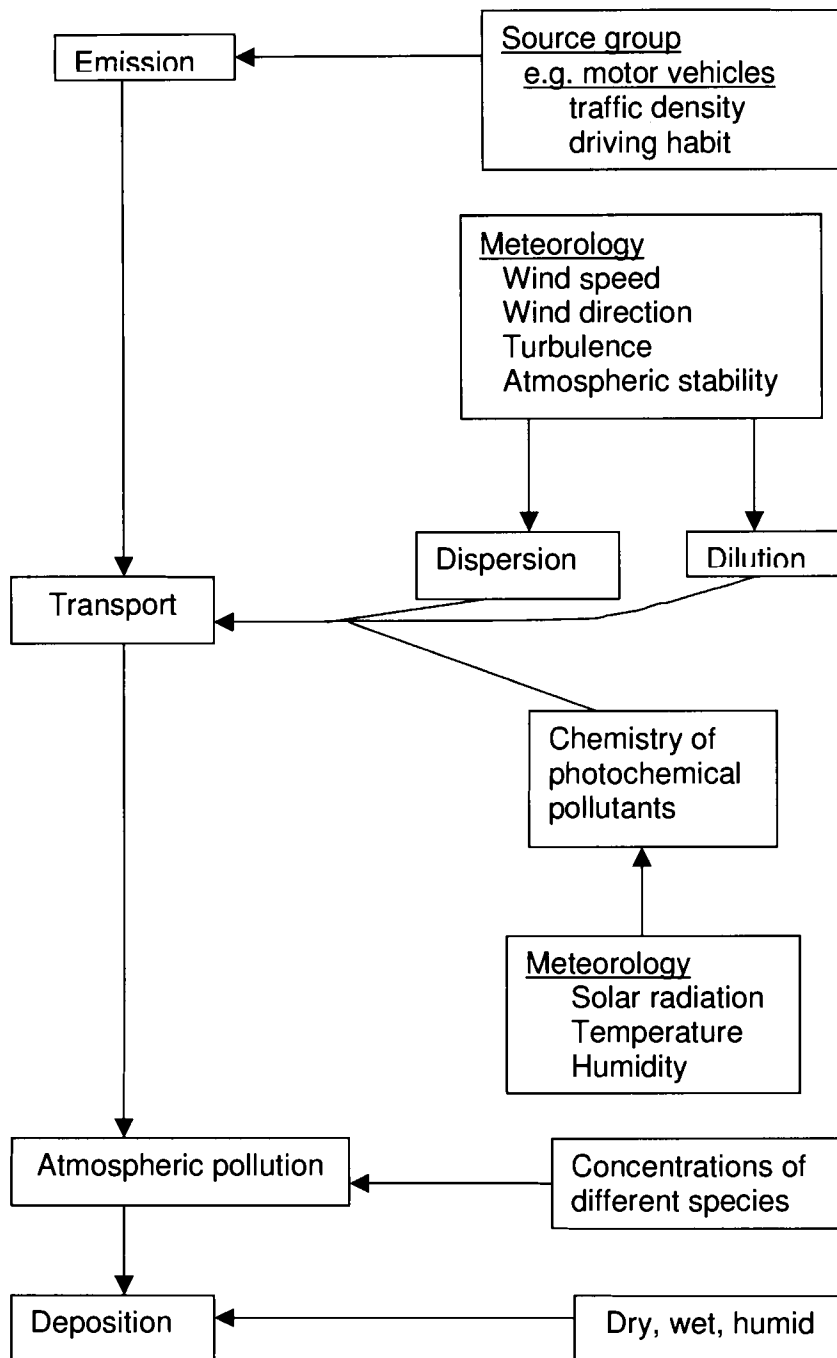 Emission
Source group
e.g. motor vehicles
traffic density
driving habit
Meteorology
Wind speed
Wind direction
Turbulence
Atmospheric stability
Dispersion
Dilution
Transport
Chemistry of
photochemical
pollutants
Meteorology
Solar radiation
Temperature
Humidity
Atmospheric pollution
Concentrations of
different species
Deposition
Dry, wet, humid